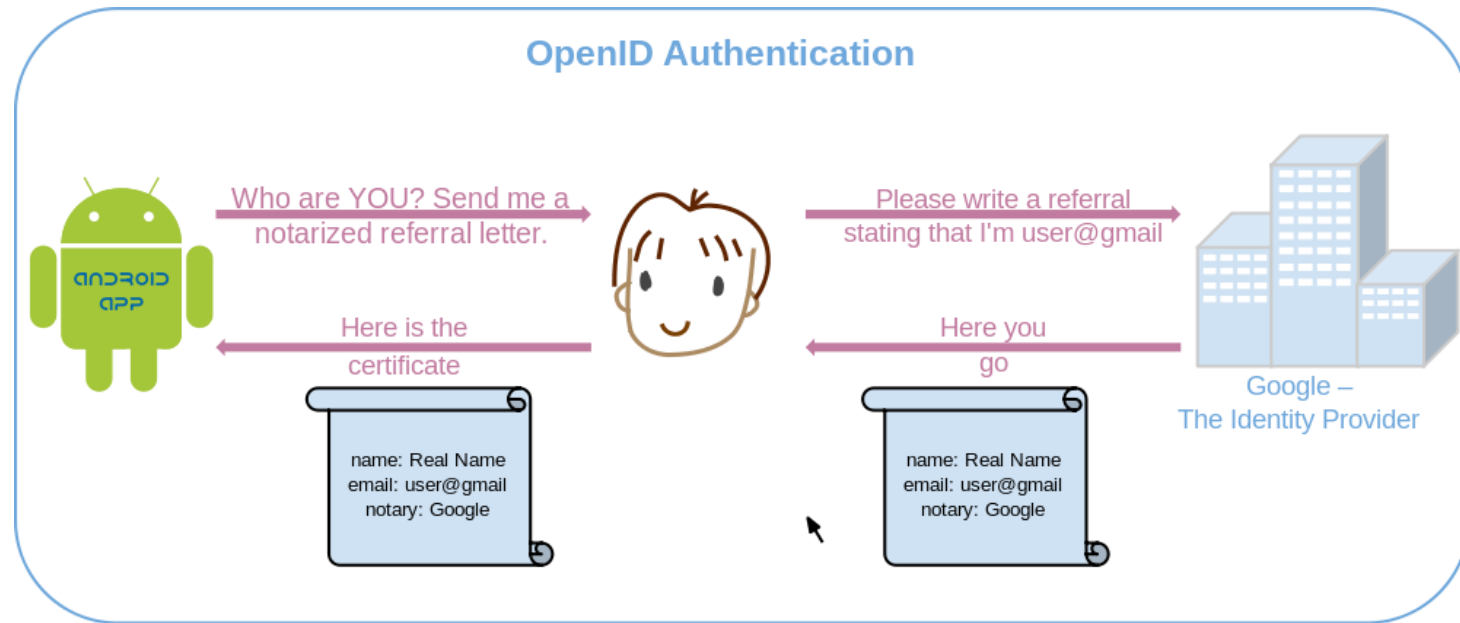 OpenID Authentication
Who are YOU? Send me a
notarized referral letter.
Please write a referral
stating that I'm user@gmail
ANDROID
APP
Here is the
certificate
Here you
go
Google –
The Identity Provider
name: Real Name
email: user@gmail
notary: Google
name: Real Name
email: user@gmail
notary: Google